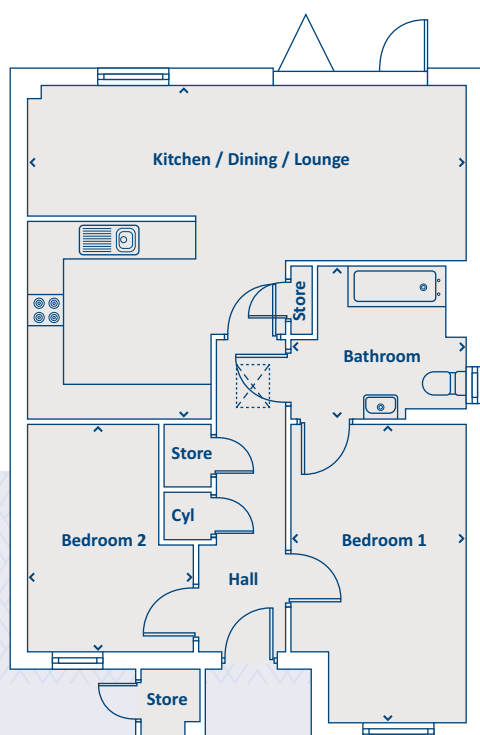 Kitchen / Dining / Lounge
Store
Bathroom
Store
Cyl
Bedroom 2
Bedroom 1
Hall
Store